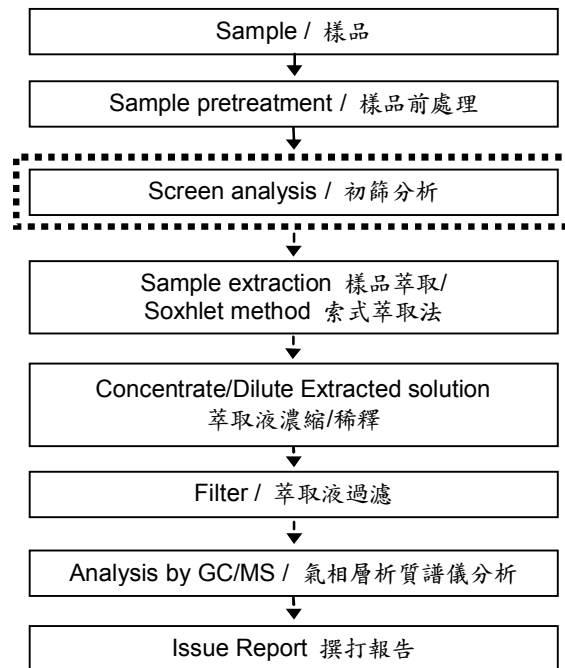 Sample / 樣品
Sample pretreatment / 樣品前處理
Screen analysis / 初篩分析
Sample extraction 樣品萃取/
Soxhlet method 索式萃取法
Concentrate/Dilute Extracted solution
萃取液濃縮/稀釋
Filter / 萃取液過濾
Analysis by GC/MS / 氣相層析質譜儀分析
Issue Report 撰打報告